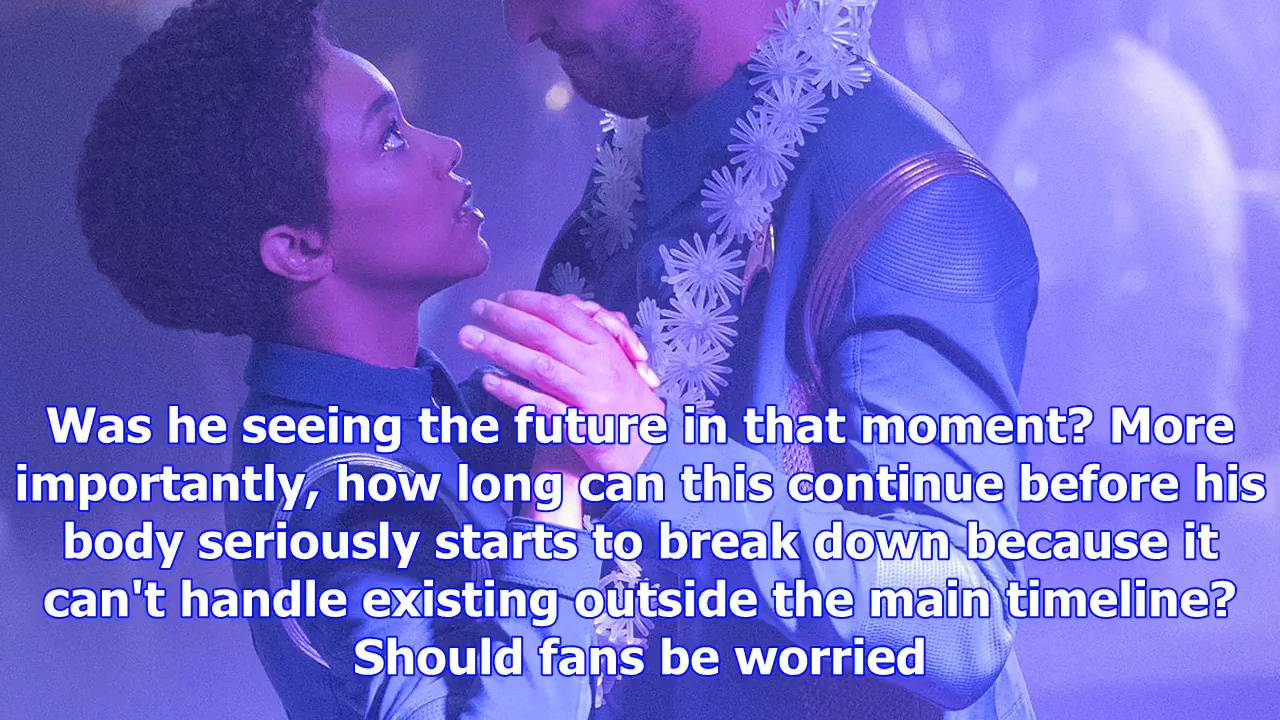 Was he seeing the future in that moment? More
importantly, how long can this continue before his
body seriously starts to break down because it
can't handle existing outside the main timeline?
Should fans be worried